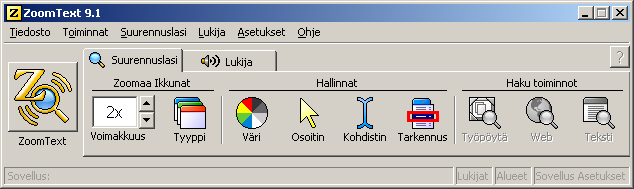 ZoomText 9.1
Tiedosto Toiminnot Suurennuslasi Lukija Asetukset Ohje
Suurennuslasi Lukija
?
Zoomaa Ikkunat Hallinnat Haku toiminnot
2x
Voimakkuus Tyyppi Väri Osoitin Kohdistin Tarkennus Työpöytä Web Teksti
ZoomText
Sovellus: Lukijat Alueet Sovellus Asetukset